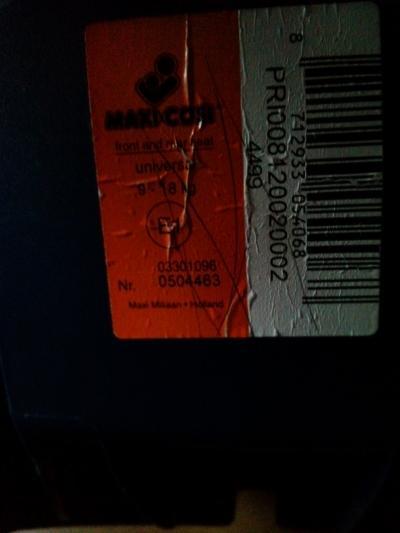 MAXI-COSI
front and rear seat
universal
9 - 18 kg
03301096
Nr. 0504463
Maxi Miliaan • Holland
PRI0081420020002
4499
8 712933 054068